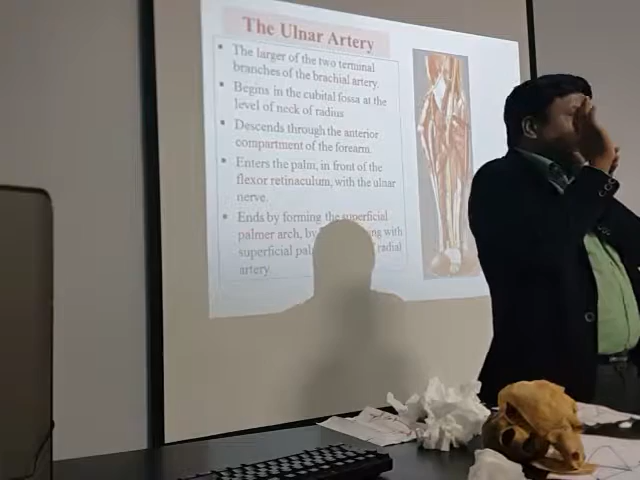 The Ulnar Artery
▪ The larger of the two terminal
branches of the brachial artery.
▪ Begins in the cubital fossa at the
level of neck of radius
▪ Descends through the anterior
compartment of the forearm.
▪ Enters the palm, in front of the
flexor retinaculum, with the ulnar
nerve.
▪ Ends by forming the superficial
palmer arch, by with
superficial radial
artery